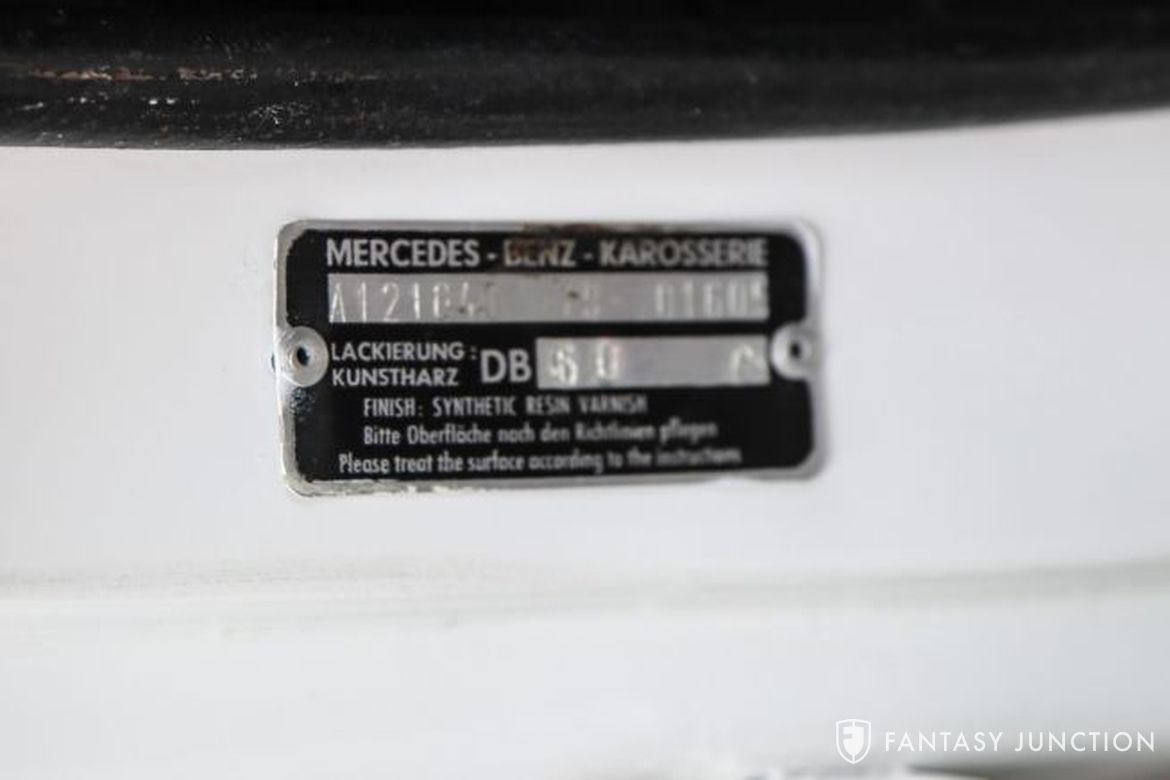 MERCEDES - BENZ - KAROSSERIE
LACKIERUNG:
KUNSTHARZ DB
FINISH: SYNTHETIC RESIN VARNISH
Bitte Oberfläche nach den Richtlinien pflegen
Please treat the surface according to the instructions
FANTASY JUNCTION